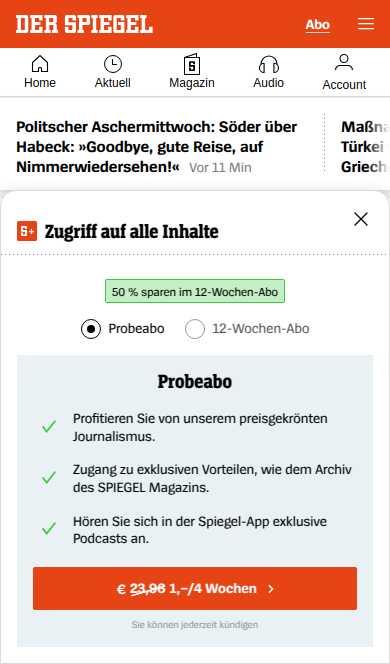 DER SPIEGEL
Abo
Home
Aktuell
Magazin
Audio
Account
Politscher Aschermittwoch: Söder über
Habeck: »Goodbye, gute Reise, auf
Nimmerwiedersehen!« Vor 11 Min
Türkei
S+ Zugriff auf alle Inhalte
50 % sparen im 12-Wochen-Abo
Probeabo
12-Wochen-Abo
Probeabo
Profitieren Sie von unserem preisgekrönten
Journalismus.
Zugang zu exklusiven Vorteilen, wie dem Archiv
des SPIEGEL Magazins.
Hören Sie sich in der Spiegel-App exklusive
Podcasts an.
€ 23,96 1,–/4 Wochen
Sie können jederzeit kündigen